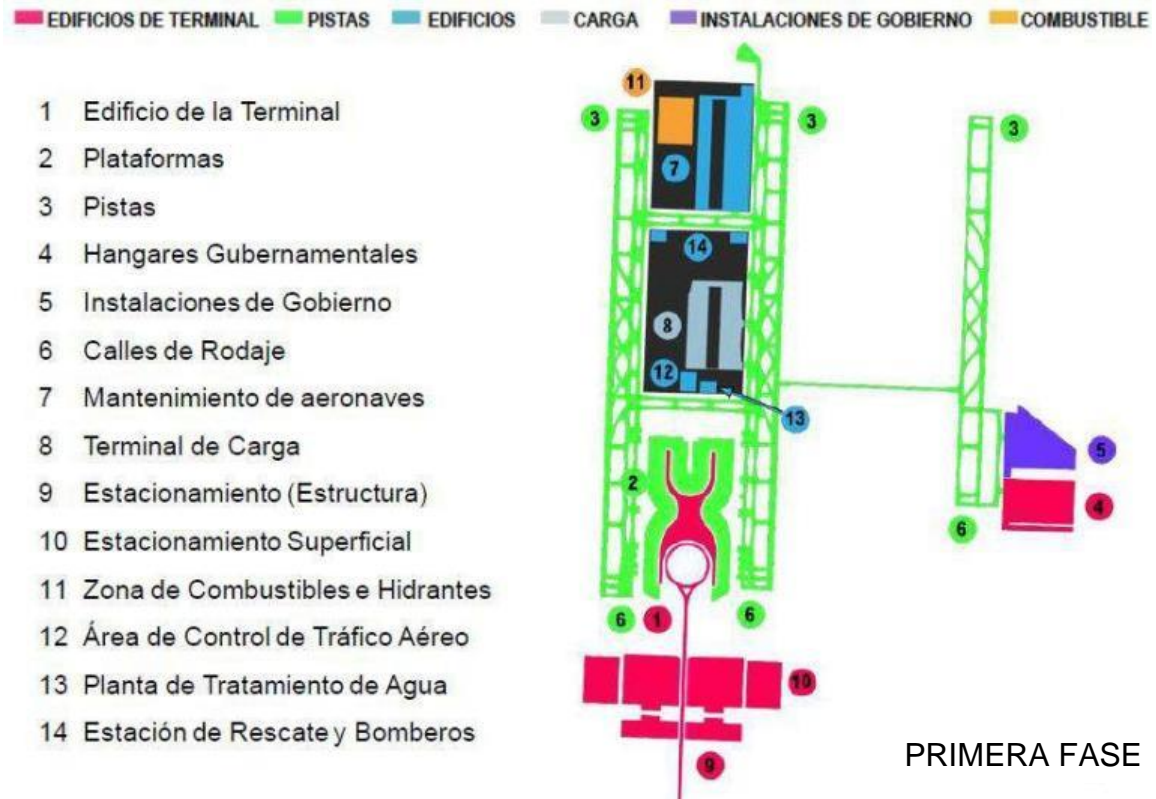 EDIFICIOS DE TERMINAL PISTAS EDIFICIOS CARGA INSTALACIONES DE GOBIERNO COMBUSTIBLE
1 Edificio de la Terminal
2 Plataformas
3 Pistas
4 Hangares Gubernamentales
5 Instalaciones de Gobierno
6 Calles de Rodaje
7 Mantenimiento de aeronaves
8 Terminal de Carga
9 Estacionamiento (Estructura)
10 Estacionamiento Superficial
11 Zona de Combustibles e Hidrantes
12 Área de Control de Tráfico Aéreo
13 Planta de Tratamiento de Agua
14 Estación de Rescate y Bomberos
11
3
3
3
7
14
8
12
13
2
5
4
6
6
1
6
10
9
PRIMERA FASE